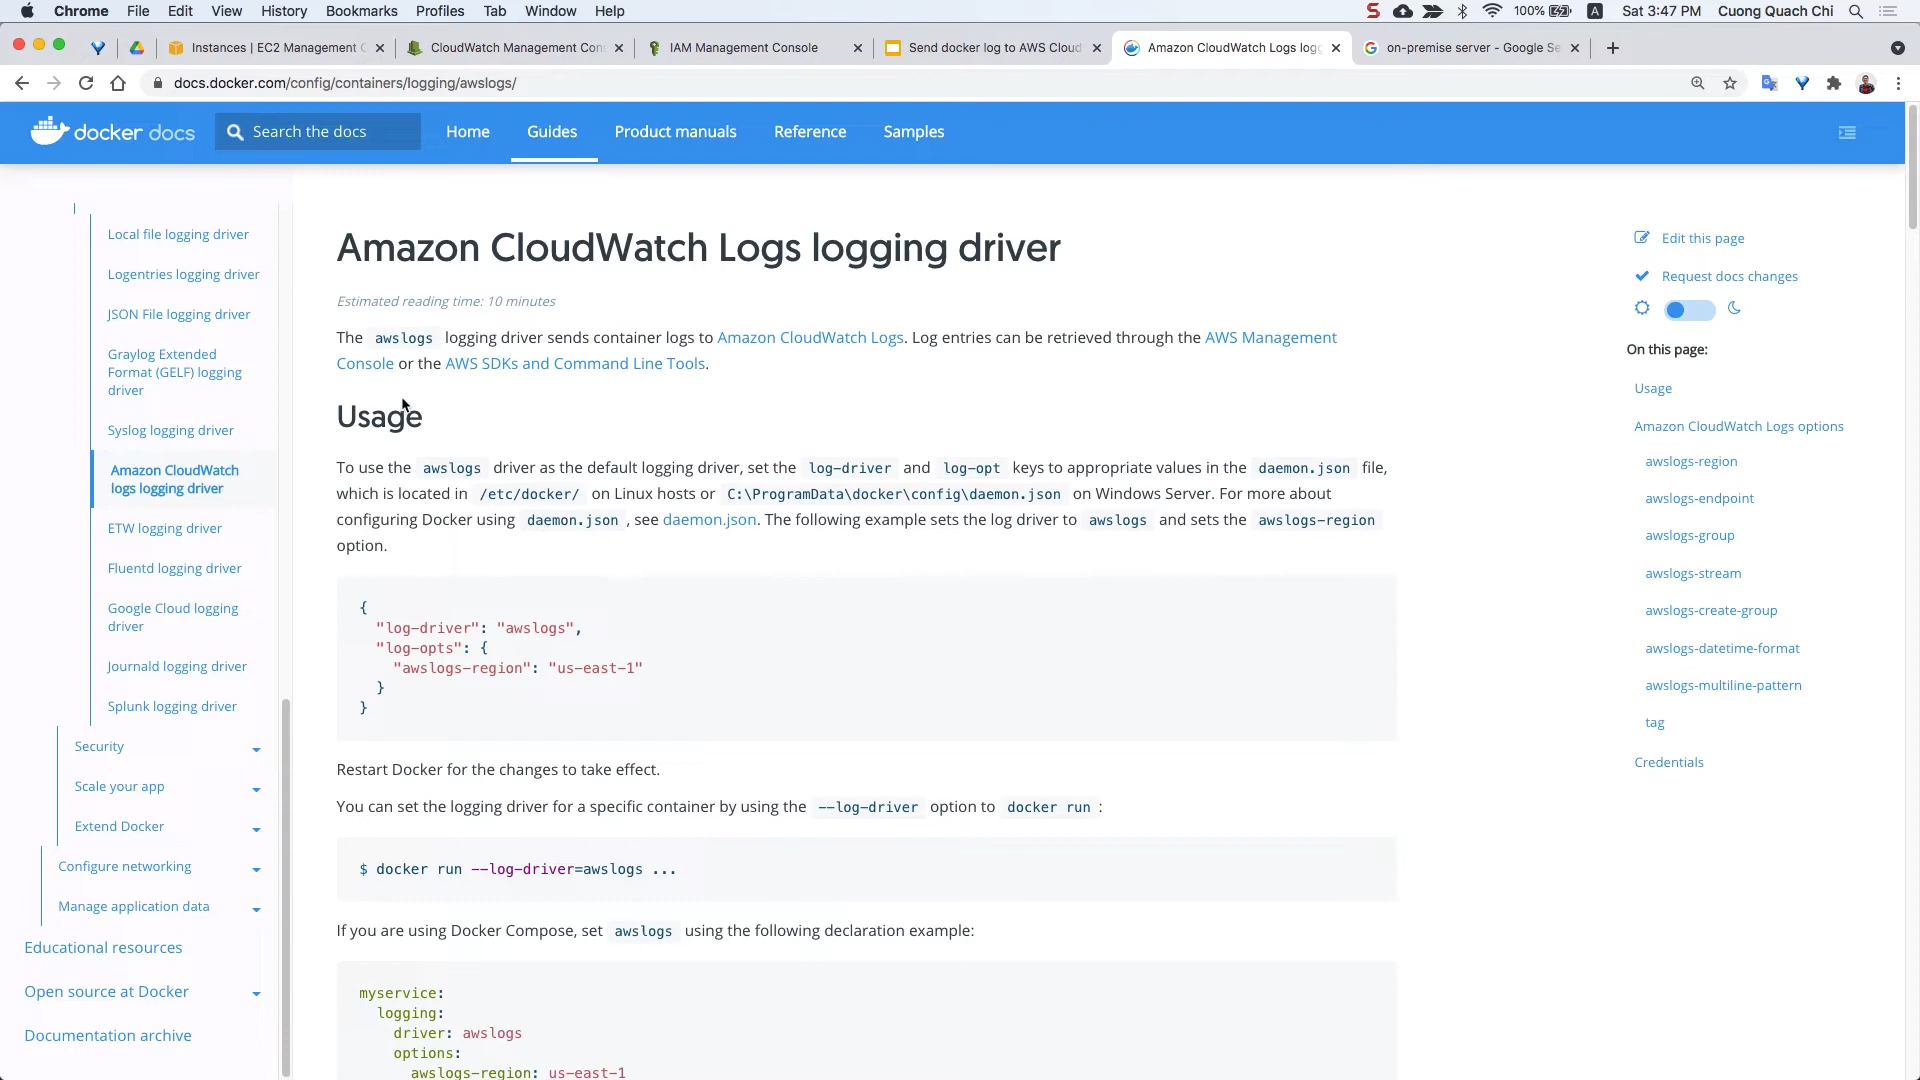 Chrome File Edit View History Bookmarks Profiles Tab Window Help S 100% A Sat 3:47 PM Cuong Quach Chi
Instances | EC2 Management C CloudWatch Management Con IAM Management Console Send docker log to AWS Cloud Amazon CloudWatch Logs logg on-premise server - Google Se
docs.docker.com/config/containers/logging/awslogs/
docker docs Search the docs Home Guides Product manuals Reference Samples
Local file logging driver
Logentries logging driver
JSON File logging driver
Graylog Extended
Format (GELF) logging
driver
Syslog logging driver
Amazon CloudWatch
logs logging driver
ETW logging driver
Fluentd logging driver
Google Cloud logging
driver
Journald logging driver
Splunk logging driver
Security
Scale your app
Extend Docker
Configure networking
Manage application data
Educational resources
Open source at Docker
Documentation archive
Amazon CloudWatch Logs logging driver
Estimated reading time: 10 minutes
The awslogs logging driver sends container logs to Amazon CloudWatch Logs. Log entries can be retrieved through the AWS Management
Console or the AWS SDKs and Command Line Tools.
Usage
To use the awslogs driver as the default logging driver, set the log-driver and log-opt keys to appropriate values in the daemon.json file,
which is located in /etc/docker/ on Linux hosts or C:\ProgramData\docker\config\daemon.json on Windows Server. For more about
configuring Docker using daemon.json , see daemon.json. The following example sets the log driver to awslogs and sets the awslogs-region
option.
{
"log-driver": "awslogs",
"log-opts": {
"awslogs-region": "us-east-1"
}
}
Restart Docker for the changes to take effect.
You can set the logging driver for a specific container by using the --log-driver option to docker run :
$ docker run --log-driver=awslogs ...
If you are using Docker Compose, set awslogs using the following declaration example:
myservice:
logging:
driver: awslogs
options:
awslogs-region: us-east-1
Edit this page
Request docs changes
On this page:
Usage
Amazon CloudWatch Logs options
awslogs-region
awslogs-endpoint
awslogs-group
awslogs-stream
awslogs-create-group
awslogs-datetime-format
awslogs-multiline-pattern
tag
Credentials